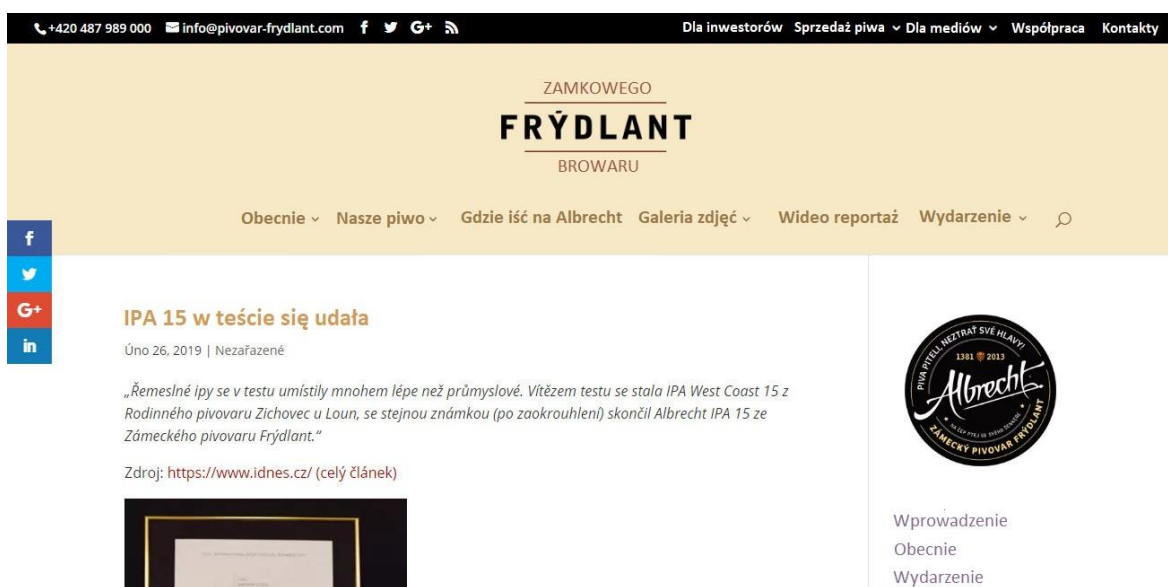 +420 487 989 000 info@pivovar-frydlant.com f G+ Dla inwestorów Sprzedaż piwa Dla mediów Współpraca Kontakty
ZAMKOWEGO
FRÝDLANT
BROWARU
Obecnie Nasze piwo Gdzie iść na Albrecht Galeria zdjęć Wideo reportaż Wydarzenie
f
G+
in
IPA 15 w teście się udała
Úno 26, 2019 | Nezařazené
„Řemeslné ipy se v testu umístily mnohem lépe než průmyslové. Vítězem testu se stala IPA West Coast 15 z
Rodinného pivovaru Zichovec u Loun, se stejnou známkou (po zaokrouhlení) skončil Albrecht IPA 15 ze
Zámeckého pivovaru Frýdlant.“
Zdroj: https://www.idnes.cz/ (celý článek)
PIVA PITELI, NEZTRAŤ SVÉ HLAVY!
1381 2013
Albrecht
ZÁMECKÝ PIVOVAR FRÝDLANT
Wprowadzenie
Obecnie
Wydarzenie